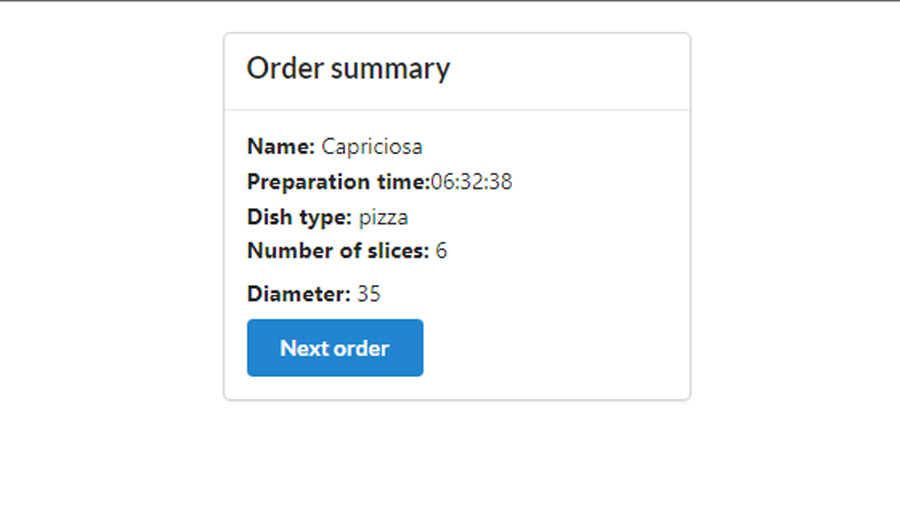 Order summary
Name: Capriciosa
Preparation time:06:32:38
Dish type: pizza
Number of slices: 6
Diameter: 35
Next order